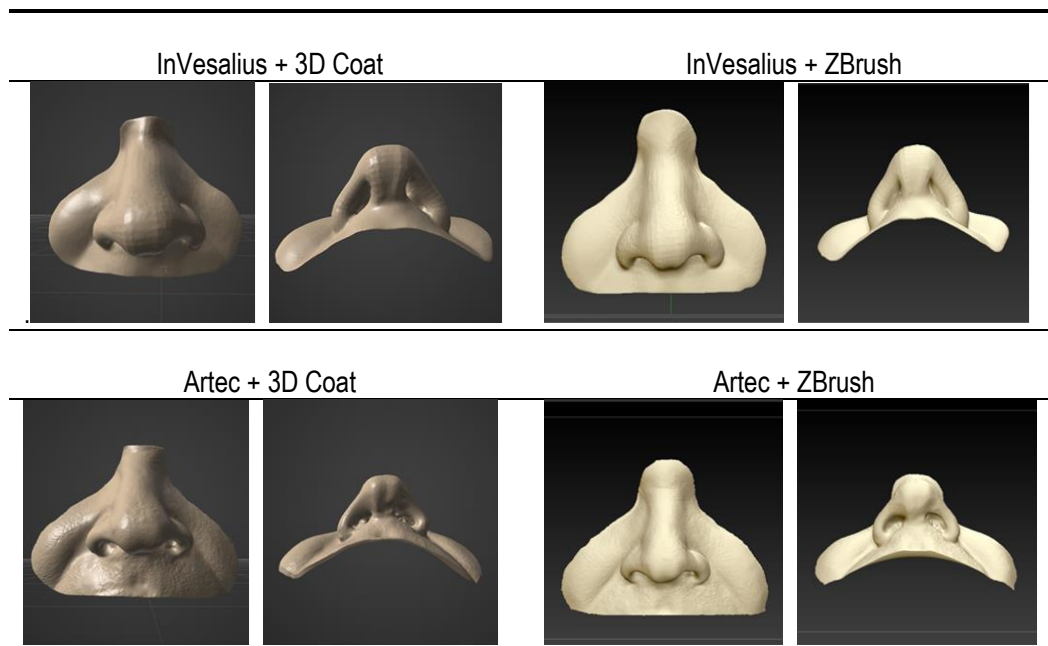 InVesalius + 3D Coat
InVesalius + ZBrush
.
Artec + 3D Coat
Artec + ZBrush